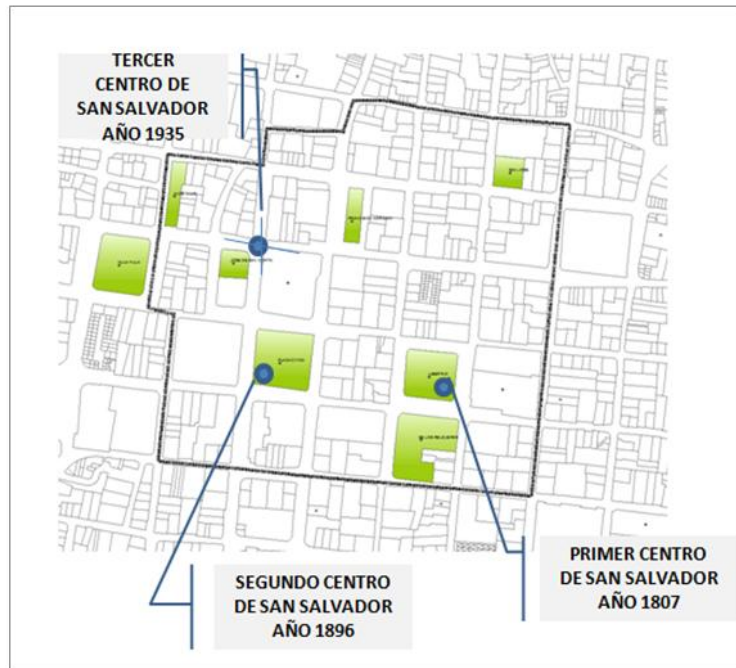 TERCER
CENTRO DE
SAN SALVADOR
AÑO 1935
SEGUNDO CENTRO
DE SAN SALVADOR
AÑO 1896
PRIMER CENTRO
DE SAN SALVADOR
AÑO 1807